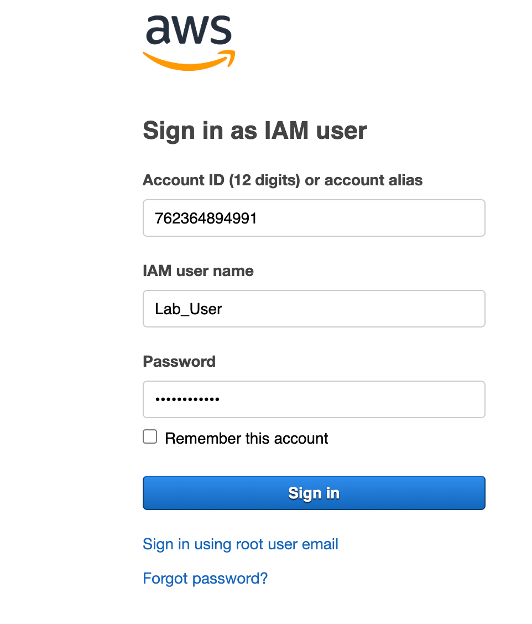 aws
Sign in as IAM user
Account ID (12 digits) or account alias
762364894991
IAM user name
Lab_User
Password
••••••••••••
Remember this account
Sign in
Sign in using root user email
Forgot password?